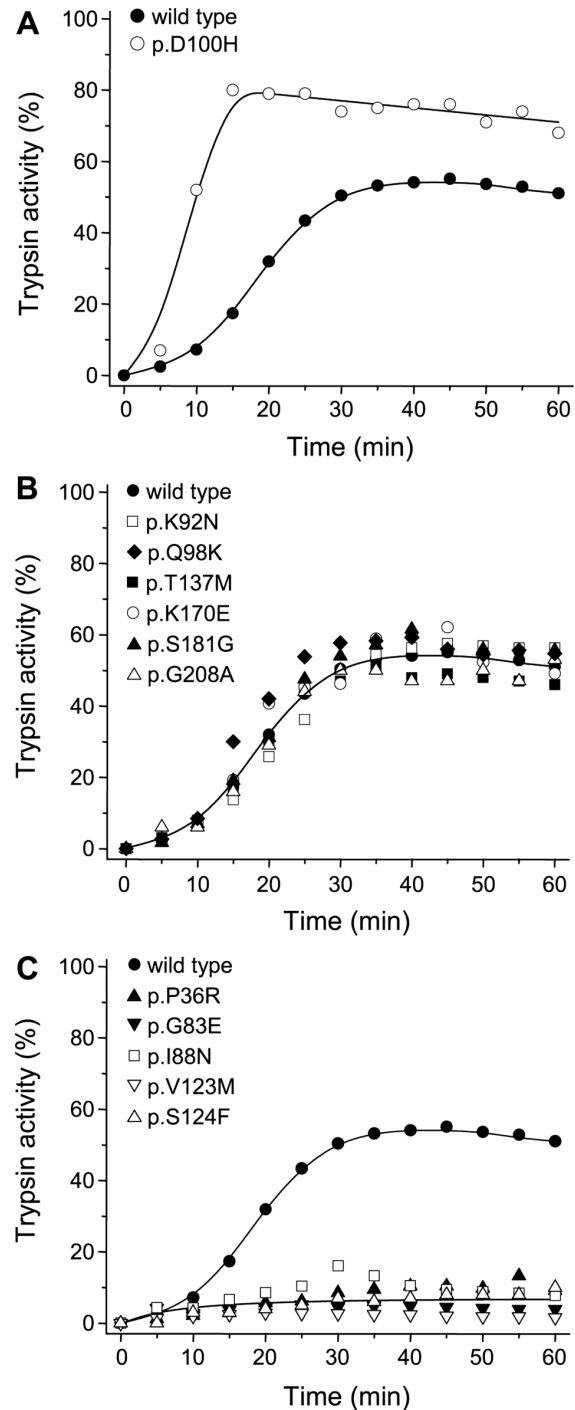 A
wild type
p.D100H
100
80
60
40
20
0
Trypsin activity (%)
0 10 20 30 40 50 60
Time (min)
B
wild type
p.K92N
p.Q98K
p.T137M
p.K170E
p.S181G
p.G208A
100
80
60
40
20
0
Trypsin activity (%)
0 10 20 30 40 50 60
Time (min)
C
wild type
p.P36R
p.G83E
p.I88N
p.V123M
p.S124F
100
80
60
40
20
0
Trypsin activity (%)
0 10 20 30 40 50 60
Time (min)